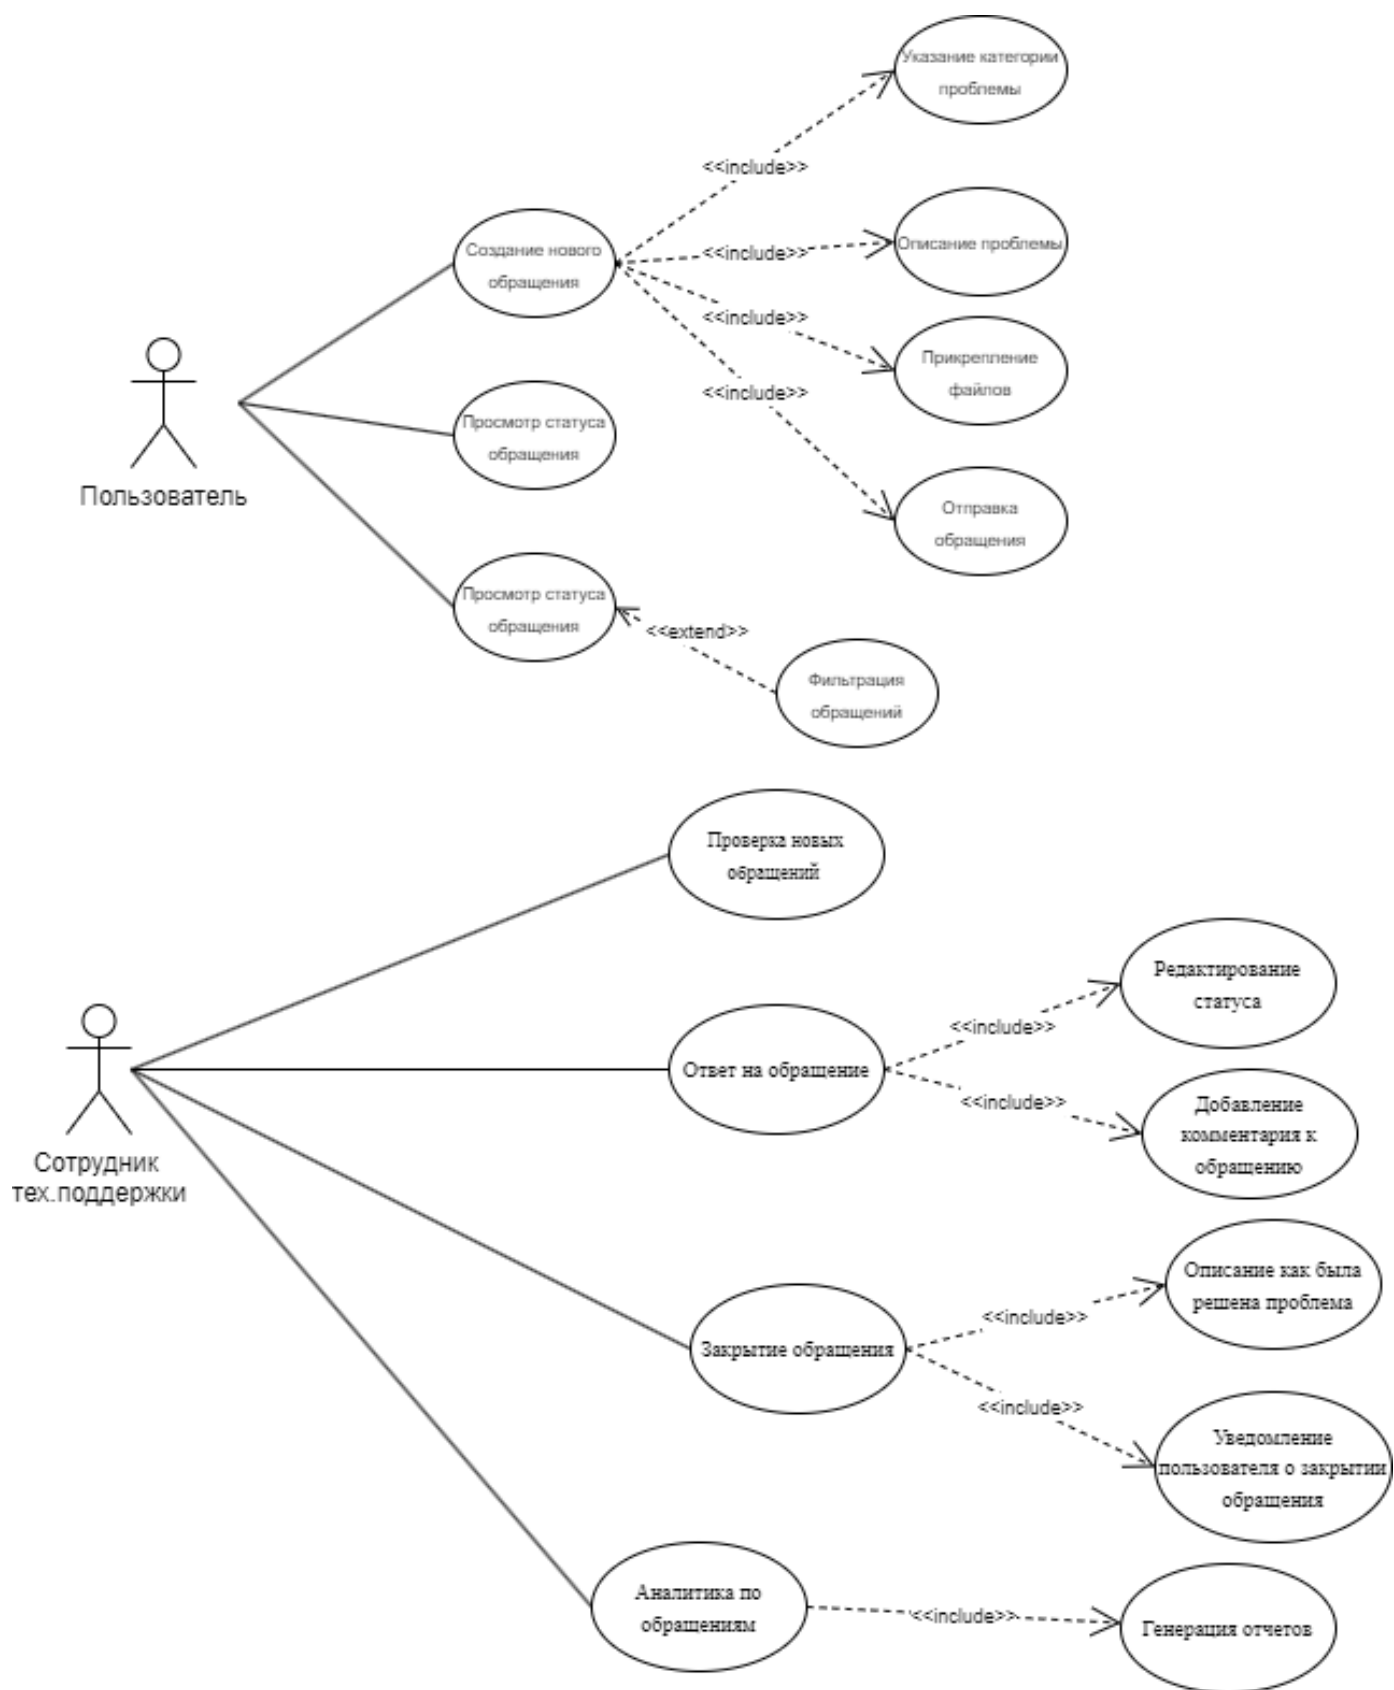 Указание категории
проблемы
<<include>>
Создание нового
обращения
<<include>>
Описание проблемы
<<include>>
Прикрепление
файлов
<<include>>
Просмотр статуса
обращения
Отправка
обращения
Пользователь
Просмотр статуса
обращения
<<extend>>
Фильтрация
обращений
Проверка новых
обращений
Редактирование
статуса
<<include>>
Ответ на обращение
<<include>>
Добавление
комментария к
обращению
Сотрудник
тех.поддержки
Описание как была
решена проблема
<<include>>
Закрытие обращения
<<include>>
Уведомление
пользователя о закрытии
обращения
Аналитика по
обращениям
<<include>>
Генерация отчетов